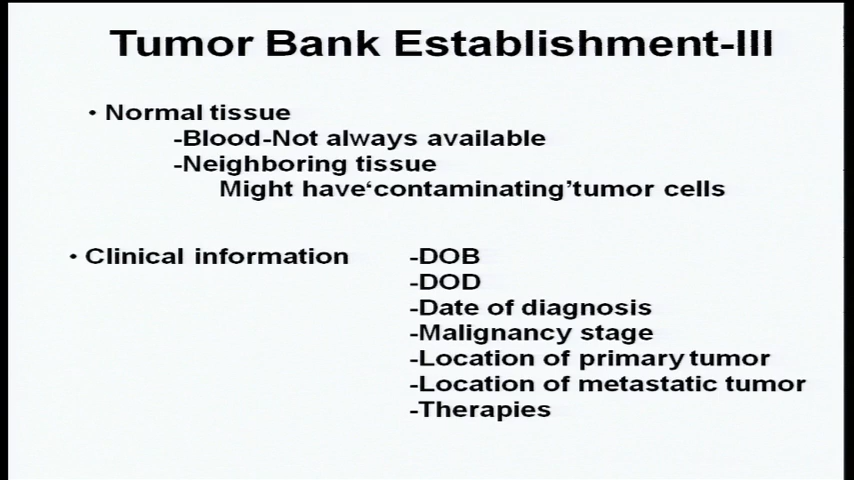 Tumor Bank Establishment-III
• Normal tissue
-Blood-Not always available
-Neighboring tissue
Might have‘contaminating’tumor cells
• Clinical information -DOB
-DOD
-Date of diagnosis
-Malignancy stage
-Location of primary tumor
-Location of metastatic tumor
-Therapies